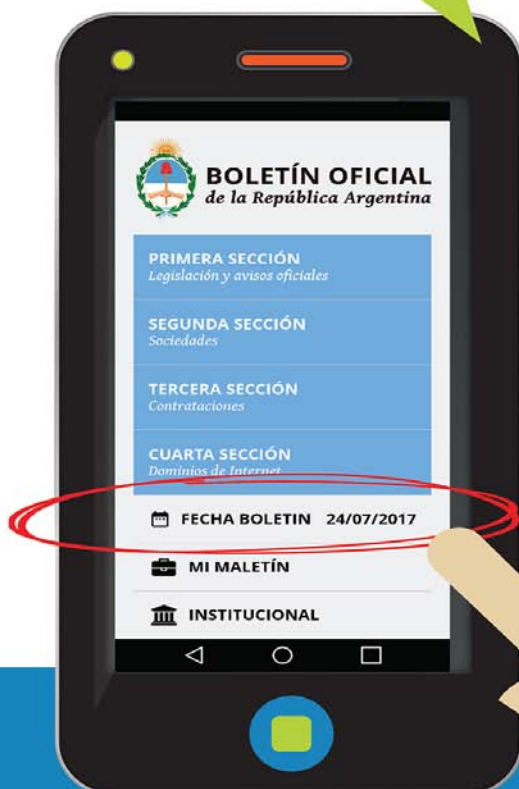 BOLETÍN OFICIAL
de la República Argentina
PRIMERA SECCIÓN
Legislación y avisos oficiales
SEGUNDA SECCIÓN
Sociedades
TERCERA SECCIÓN
Contrataciones
CUARTA SECCIÓN
Dominios de Internet
FECHA BOLETIN 24/07/2017
MI MALETÍN
INSTITUCIONAL